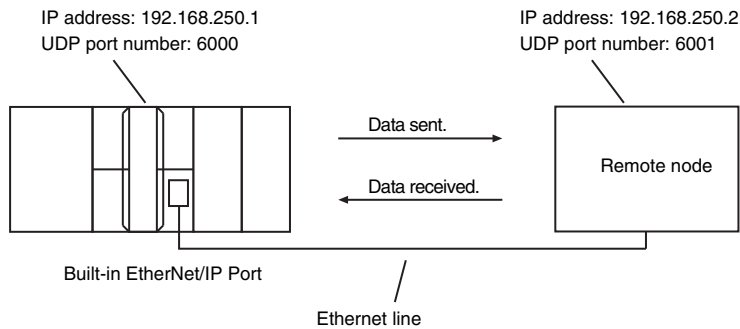 IP address: 192.168.250.1
UDP port number: 6000
IP address: 192.168.250.2
UDP port number: 6001
Data sent.
Remote node
Data received.
Built-in EtherNet/IP Port
Ethernet line